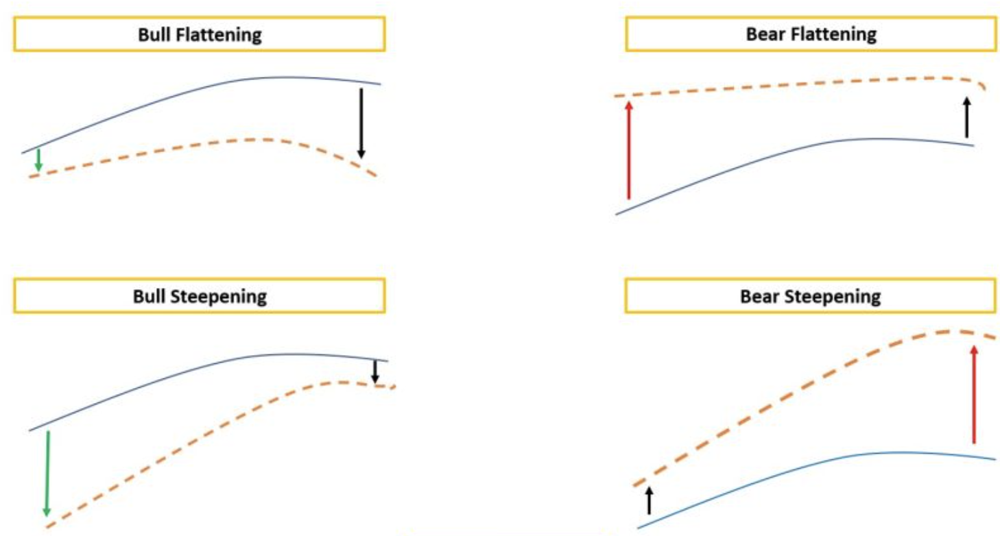 Bull Flattening
Bear Flattening
Bull Steepening
Bear Steepening